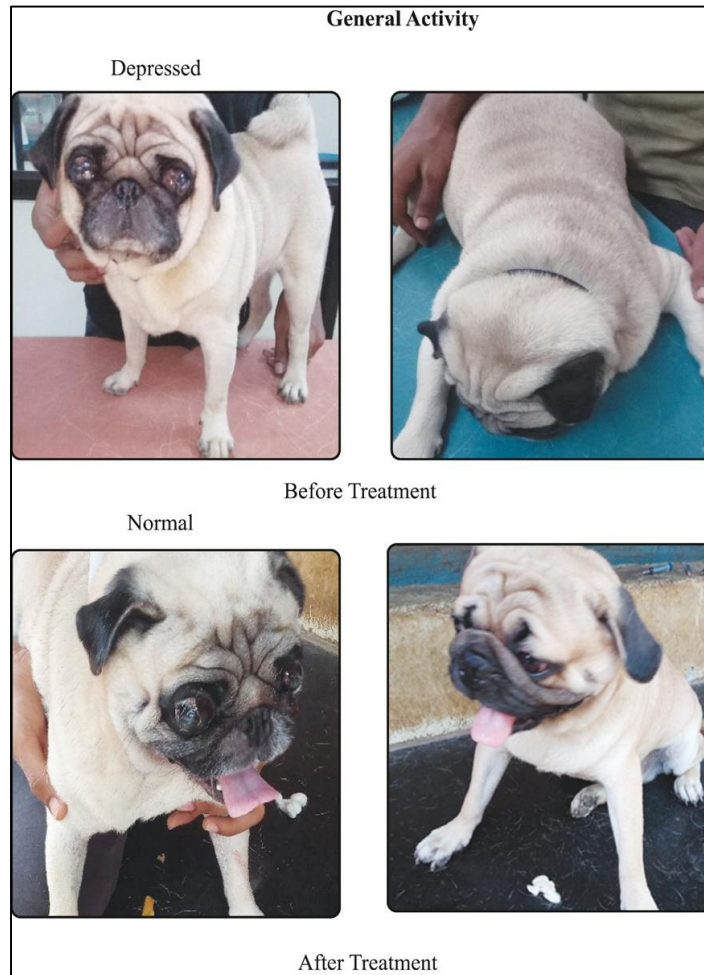 General Activity
Depressed
Before Treatment
Normal
After Treatment